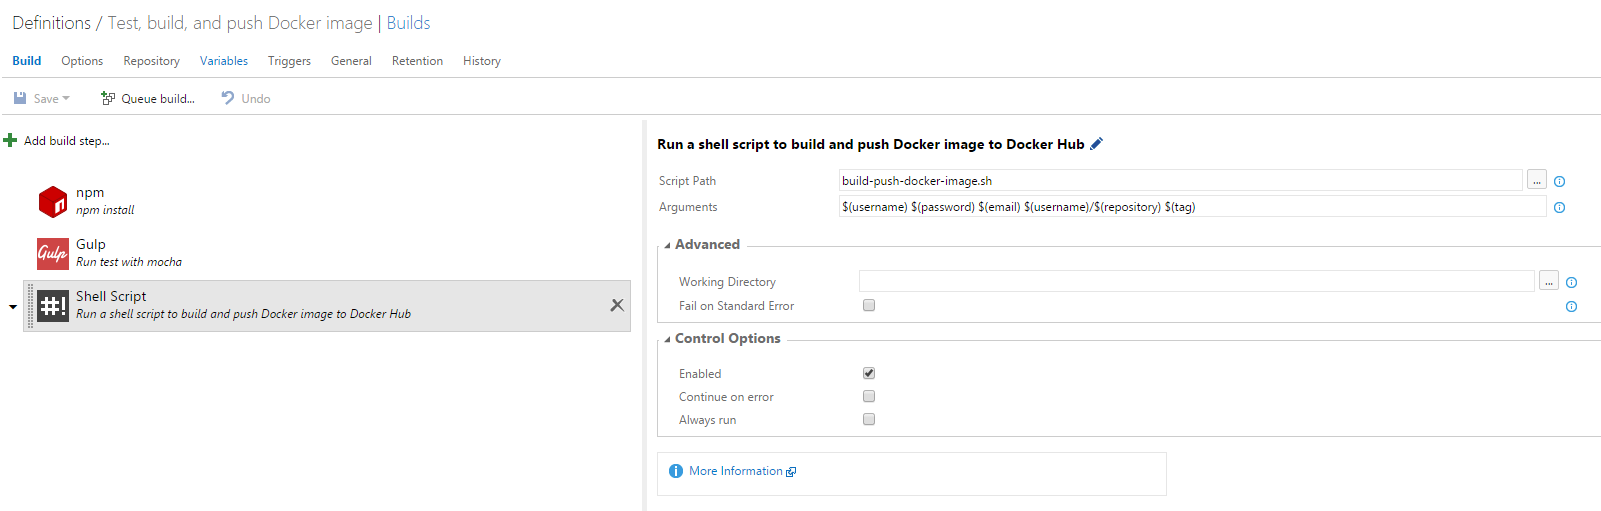 Definitions / Test, build, and push Docker image | Builds
Build Options Repository Variables Triggers General Retention History
Save Queue build... Undo
Add build step...
npm
npm install
Gulp
Gulp
Run test with mocha
#!
Shell Script
Run a shell script to build and push Docker image to Docker Hub
Run a shell script to build and push Docker image to Docker Hub
Script Path build-push-docker-image.sh ...
Arguments $(username) $(password) $(email) $(username)/$(repository) $(tag)
Advanced
Working Directory ...
Fail on Standard Error
Control Options
Enabled
Continue on error
Always run
More Information